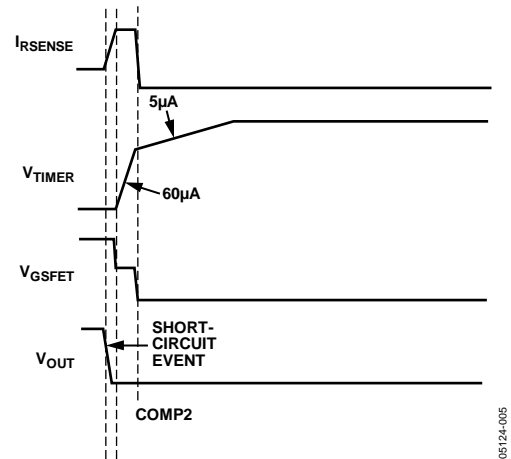 IRSENSE
5µA
VTIMER
60µA
VGSFET
SHORT-
CIRCUIT
EVENT
VOUT
COMP2
05124-005